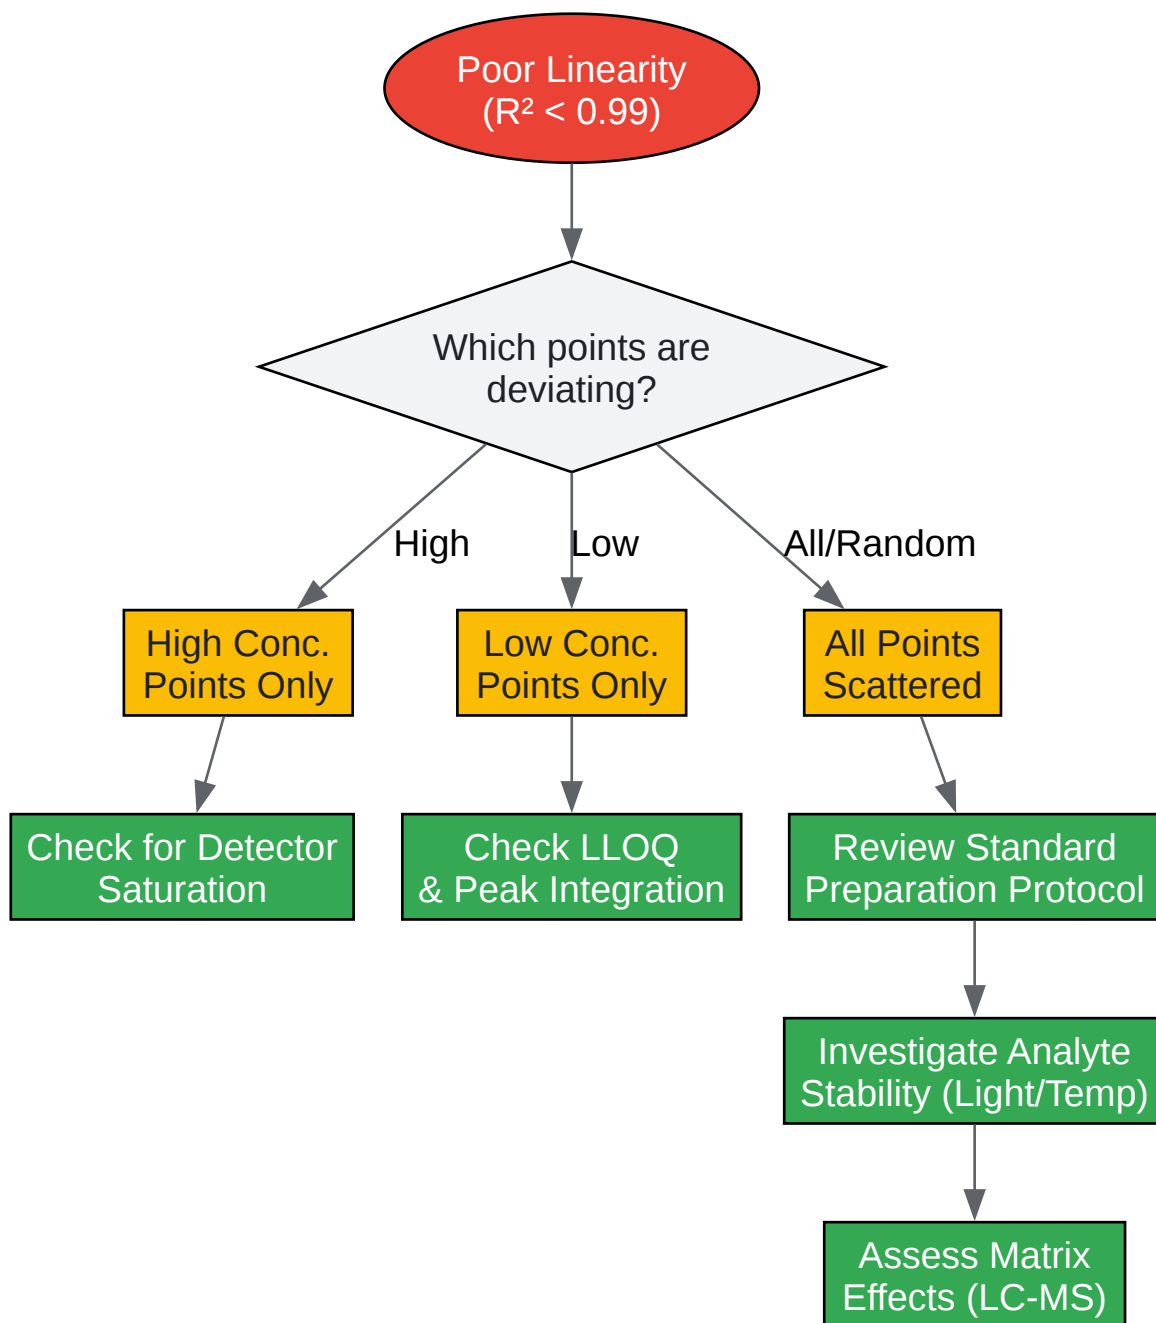 Poor Linearity
(R² < 0.99)
Which points are
deviating?
High
Low
All/Random
High Conc.
Points Only
Low Conc.
Points Only
All Points
Scattered
Check for Detector
Saturation
Check LLOQ
& Peak Integration
Review Standard
Preparation Protocol
Investigate Analyte
Stability (Light/Temp)
Assess Matrix
Effects (LC-MS)